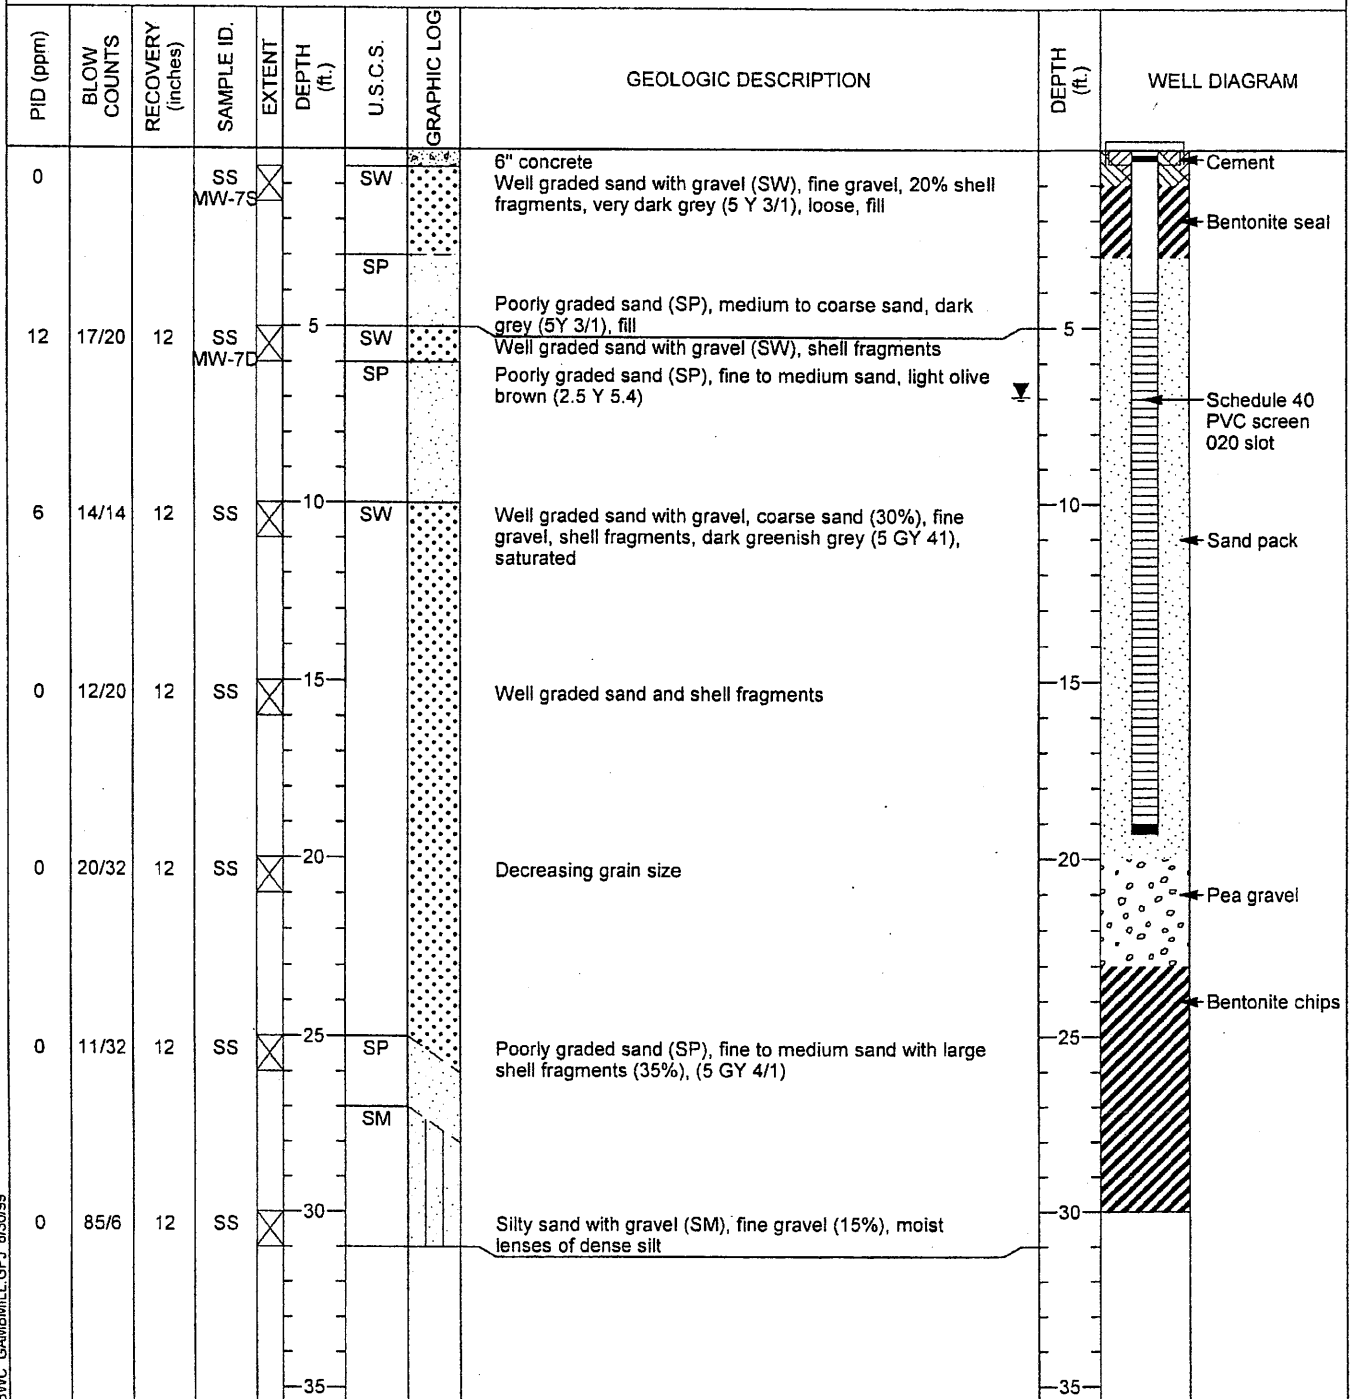 PID (ppm)
BLOW COUNTS
RECOVERY (inches)
SAMPLE ID.
EXTENT
DEPTH (ft.)
U.S.C.S.
GRAPHIC LOG
GEOLOGIC DESCRIPTION
DEPTH (ft.)
WELL DIAGRAM
6" concrete
Cement
0
SS
MW-7S
SW
Well graded sand with gravel (SW), fine gravel, 20% shell
fragments, very dark grey (5 Y 3/1), loose, fill
Bentonite seal
SP
Poorly graded sand (SP), medium to coarse sand, dark
grey (5Y 3/1), fill
12
17/20
12
SS
MW-7D
5
SW
Well graded sand with gravel (SW), shell fragments
5
SP
Poorly graded sand (SP), fine to medium sand, light olive
brown (2.5 Y 5.4)
Schedule 40
PVC screen
020 slot
6
14/14
12
SS
10
SW
Well graded sand with gravel, coarse sand (30%), fine
gravel, shell fragments, dark greenish grey (5 GY 41),
saturated
10
Sand pack
0
12/20
12
SS
15
Well graded sand and shell fragments
15
0
20/32
12
SS
20
Decreasing grain size
20
Pea gravel
Bentonite chips
0
11/32
12
SS
25
SP
Poorly graded sand (SP), fine to medium sand with large
shell fragments (35%), (5 GY 4/1)
25
SM
0
85/6
12
SS
30
Silty sand with gravel (SM), fine gravel (15%), moist
lenses of dense silt
30
35
35